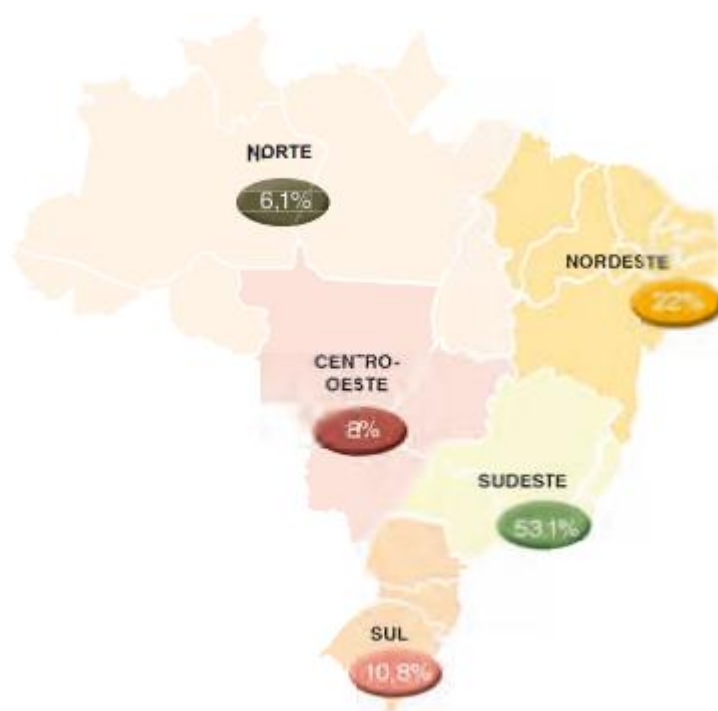 NORTE
6,1%
NORDESTE
22%
CENTRO-
OESTE
8%
SUDESTE
53,1%
SUL
10,8%